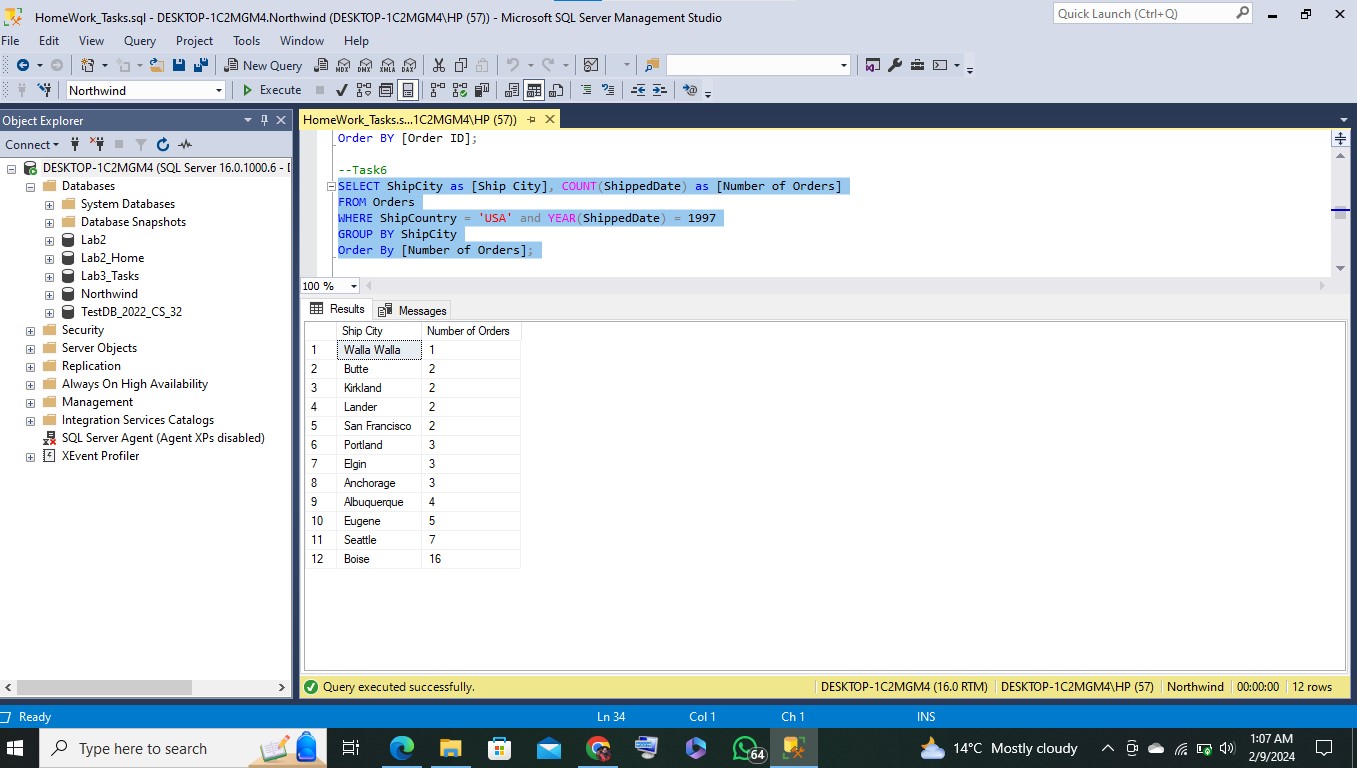 HomeWork_Tasks.sql - DESKTOP-1C2MGM4.Northwind (DESKTOP-1C2MGM4\HP (57)) - Microsoft SQL Server Management Studio
Quick Launch (Ctrl+Q)
File Edit View Query Project Tools Window Help
New Query MDX DMX XMLA DAX
Northwind Execute
Object Explorer
HomeWork_Tasks.s...1C2MGM4\HP (57))
Connect
DESKTOP-1C2MGM4 (SQL Server 16.0.1000.6 - D
Databases
System Databases
Database Snapshots
Lab2
Lab2_Home
Lab3_Tasks
Northwind
TestDB_2022_CS_32
Security
Server Objects
Replication
Always On High Availability
Management
Integration Services Catalogs
SQL Server Agent (Agent XPs disabled)
XEvent Profiler
Order BY [Order ID];
--Task6
SELECT ShipCity as [Ship City], COUNT(ShippedDate) as [Number of Orders]
FROM Orders
WHERE ShipCountry = 'USA' and YEAR(ShippedDate) = 1997
GROUP BY ShipCity
Order By [Number of Orders];
100 %
Results Messages
Ship City Number of Orders
1 Walla Walla 1
2 Butte 2
3 Kirkland 2
4 Lander 2
5 San Francisco 2
6 Portland 3
7 Elgin 3
8 Anchorage 3
9 Albuquerque 4
10 Eugene 5
11 Seattle 7
12 Boise 16
Query executed successfully. DESKTOP-1C2MGM4 (16.0 RTM) DESKTOP-1C2MGM4\HP (57) Northwind 00:00:00 12 rows
Ready Ln 34 Col 1 Ch 1 INS
Type here to search 64 14°C Mostly cloudy 1:07 AM
2/9/2024